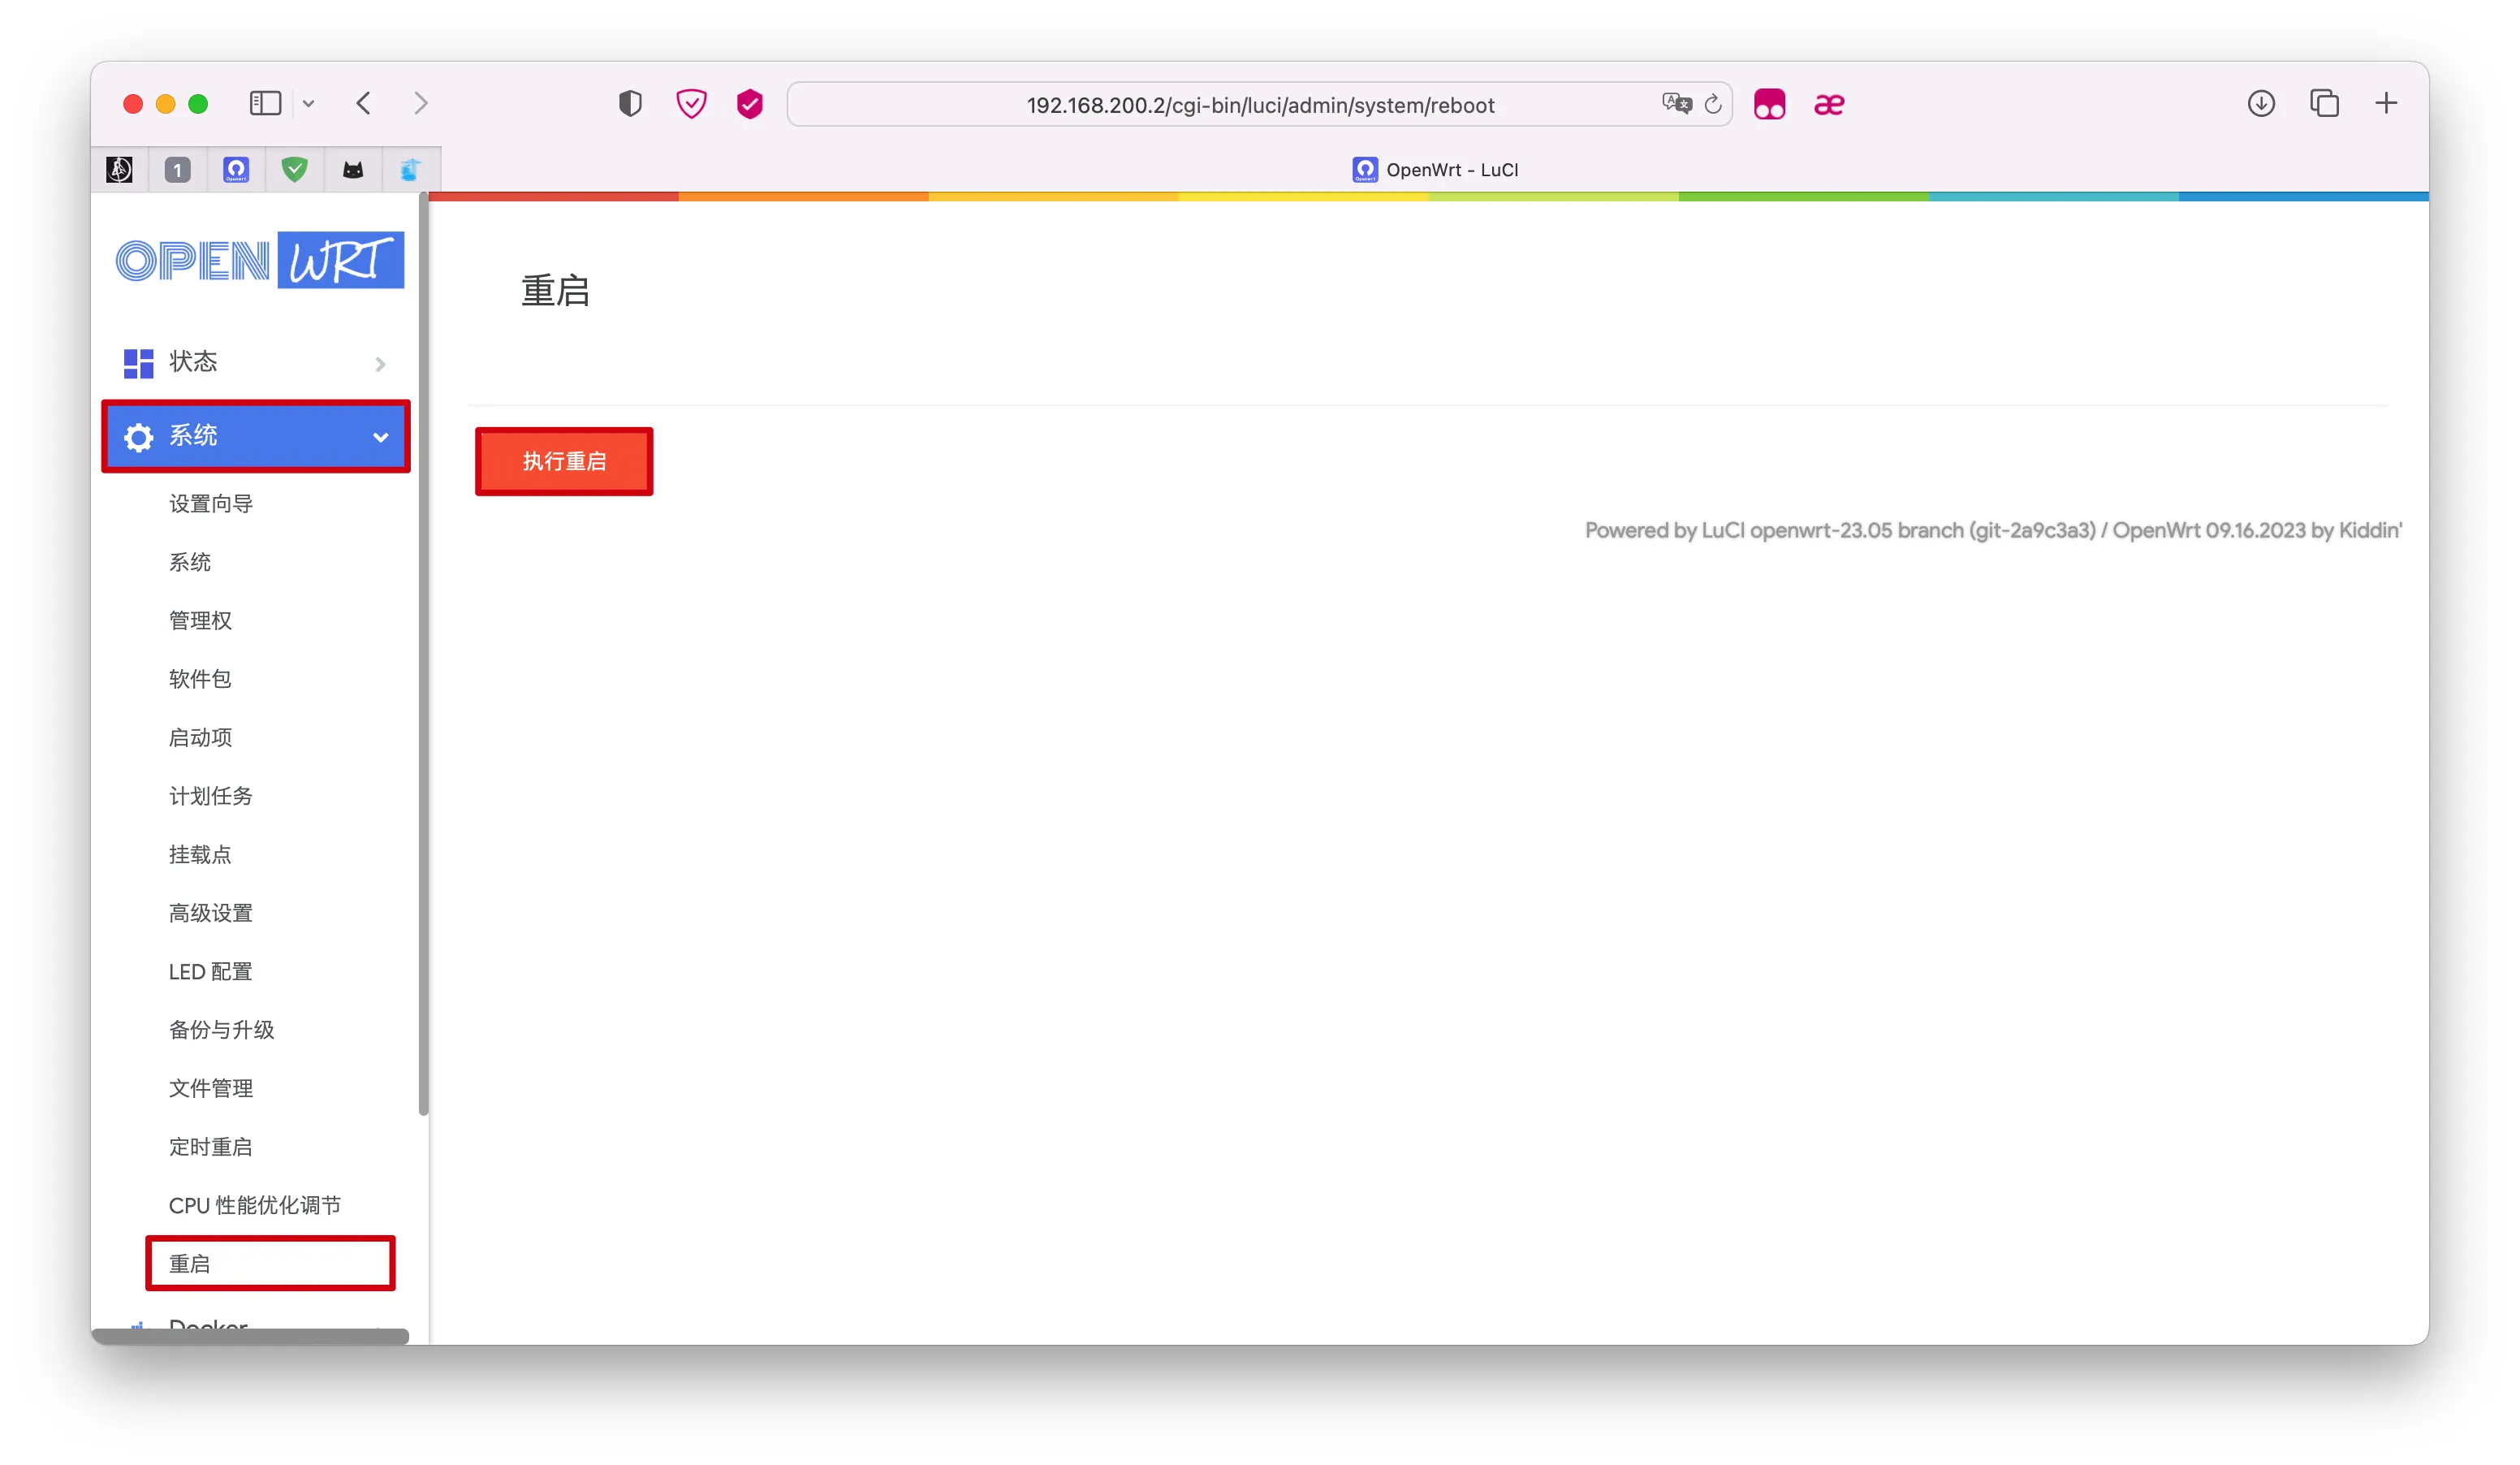 192.168.200.2/cgi-bin/luci/admin/system/reboot
1
OpenWrt - LuCI
OPENWRT
重启
状态
系统
执行重启
设置向导
Powered by LuCI openwrt-23.05 branch (git-2a9c3a3) / OpenWrt 09.16.2023 by Kiddin'
系统
管理权
软件包
启动项
计划任务
挂载点
高级设置
LED 配置
备份与升级
文件管理
定时重启
CPU 性能优化调节
重启
Docker